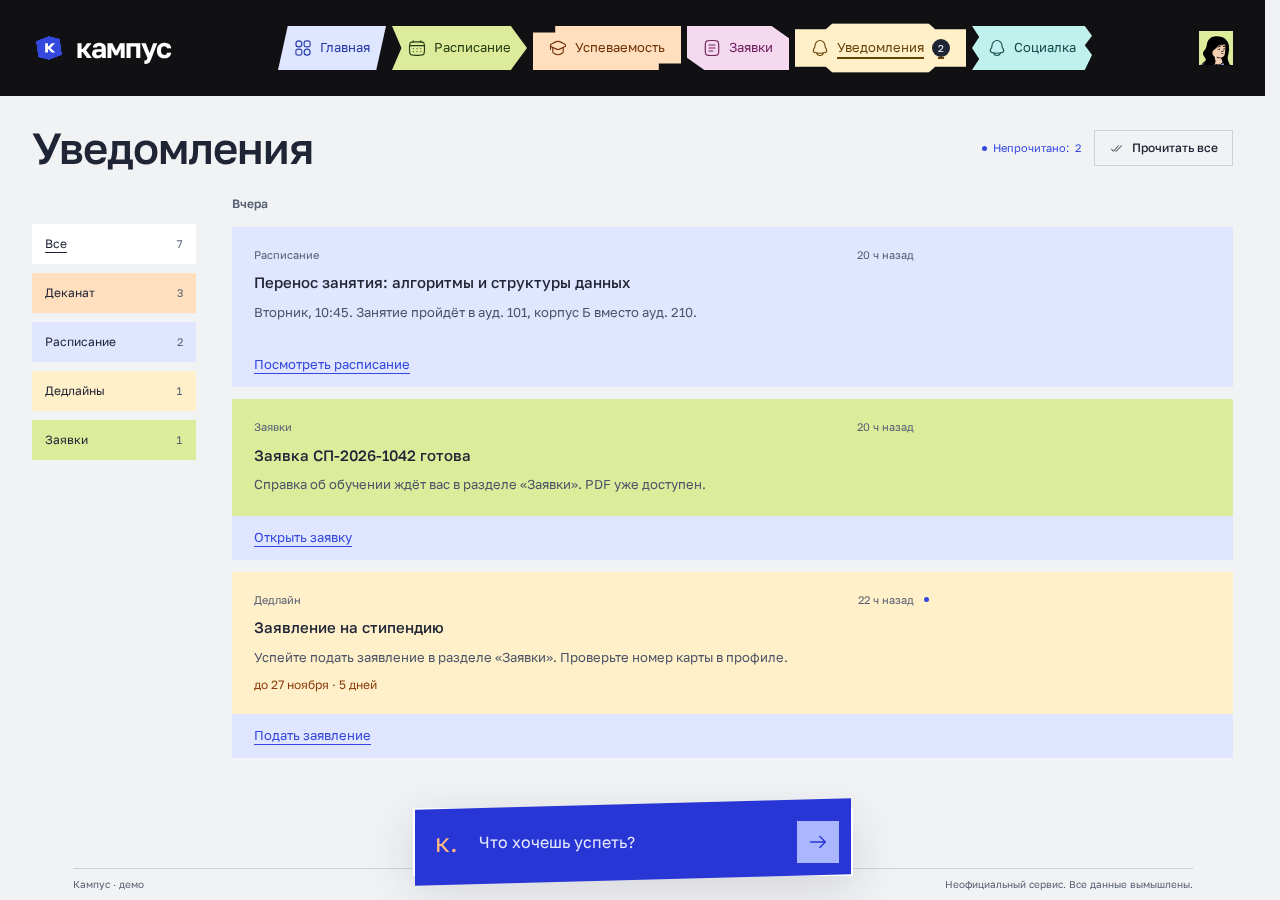 кампус
Главная
Расписание
Успеваемость
Заявки
Уведомления 2
Социалка
Уведомления
Непрочитано: 2
Прочитать все
Все 7
Деканат 3
Расписание 2
Дедлайны 1
Заявки 1
Вчера
Расписание 20 ч назад
Перенос занятия: алгоритмы и структуры данных
Вторник, 10:45. Занятие пройдёт в ауд. 101, корпус Б вместо ауд. 210.
Посмотреть расписание
Заявки 20 ч назад
Заявка СП-2026-1042 готова
Справка об обучении ждёт вас в разделе «Заявки». PDF уже доступен.
Открыть заявку
Дедлайн 22 ч назад
Заявление на стипендию
Успейте подать заявление в разделе «Заявки». Проверьте номер карты в профиле.
до 27 ноября · 5 дней
Подать заявление
К. Что хочешь успеть?
Кампус · демо
Неофициальный сервис. Все данные вымышлены.